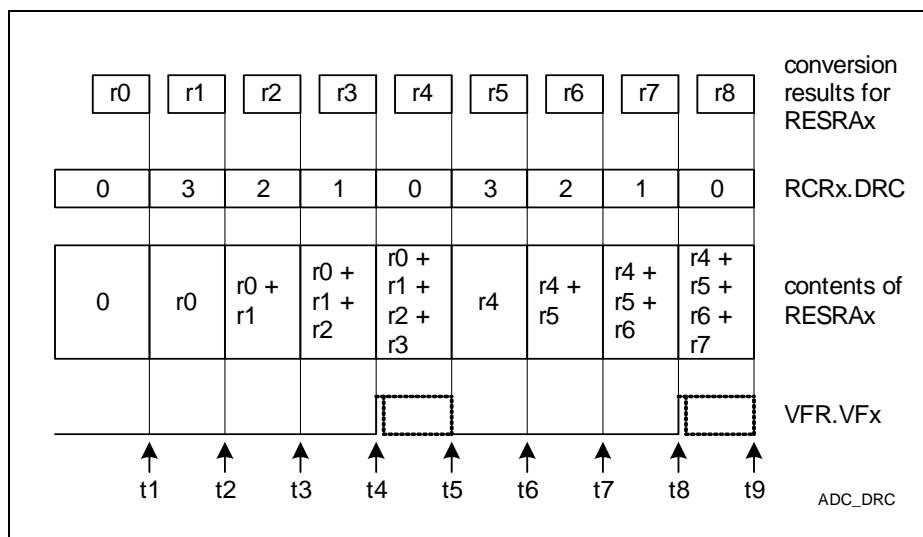 r0 r1 r2 r3 r4 r5 r6 r7 r8
conversion
results for
RESRAx
0 3 2 1 0 3 2 1 0
RCRx.DRC
0
r0
r0 +
r1
r0 +
r1 +
r2
r0 +
r1 +
r2 +
r3
r4
r4 +
r5
r4 +
r5 +
r6
r4 +
r5 +
r6 +
r7
contents of
RESRAx
VFR.VFx
t1 t2 t3 t4 t5 t6 t7 t8 t9
ADC_DRC